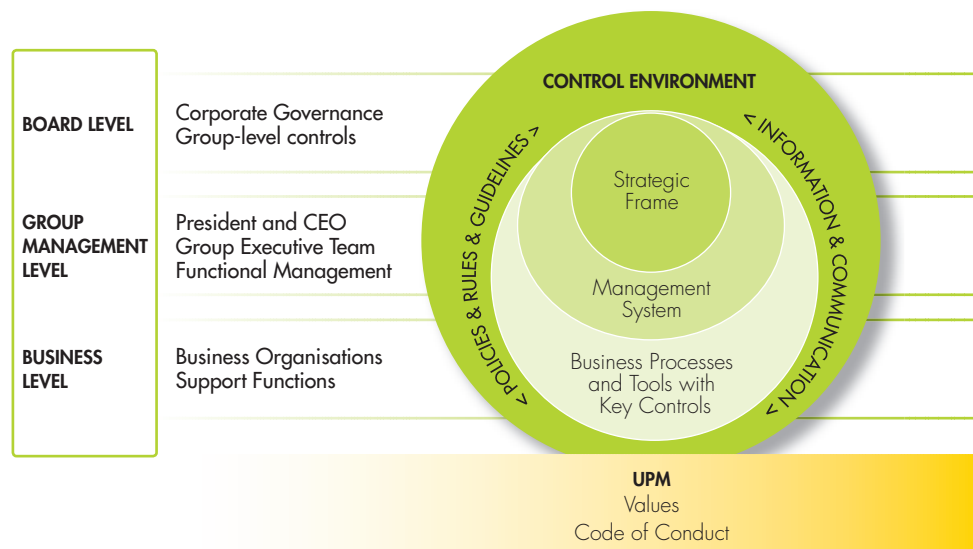 BOARD LEVEL
Corporate Governance
Group-level controls
GROUP
MANAGEMENT
LEVEL
President and CEO
Group Executive Team
Functional Management
BUSINESS
LEVEL
Business Organisations
Support Functions
CONTROL ENVIRONMENT
< POLICIES & RULES & GUIDELINES >
< INFORMATION & COMMUNICATION >
Strategic
Frame
Management
System
Business Processes
and Tools with
Key Controls
UPM
Values
Code of Conduct